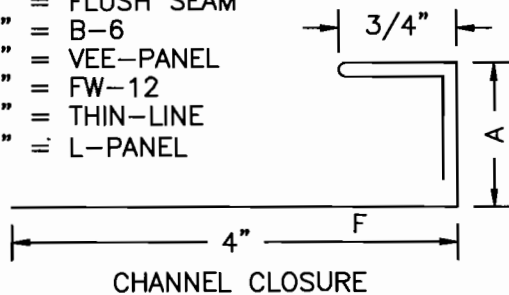 = FLUSH SEAM
" = B-6
" = VEE-PANEL
" = FW-12
" = THIN-LINE
" = L-PANEL
3/4"
A
F
4"
CHANNEL CLOSURE